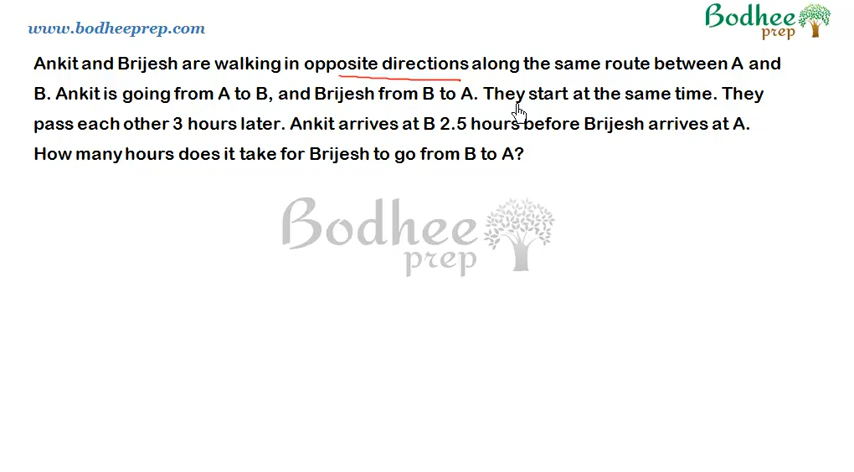 www.bodheeprep.com
Bodhee
prep
Ankit and Brijesh are walking in opposite directions along the same route between A and
B. Ankit is going from A to B, and Brijesh from B to A. They start at the same time. They
pass each other 3 hours later. Ankit arrives at B 2.5 hours before Brijesh arrives at A.
How many hours does it take for Brijesh to go from B to A?
Bodhee
prep